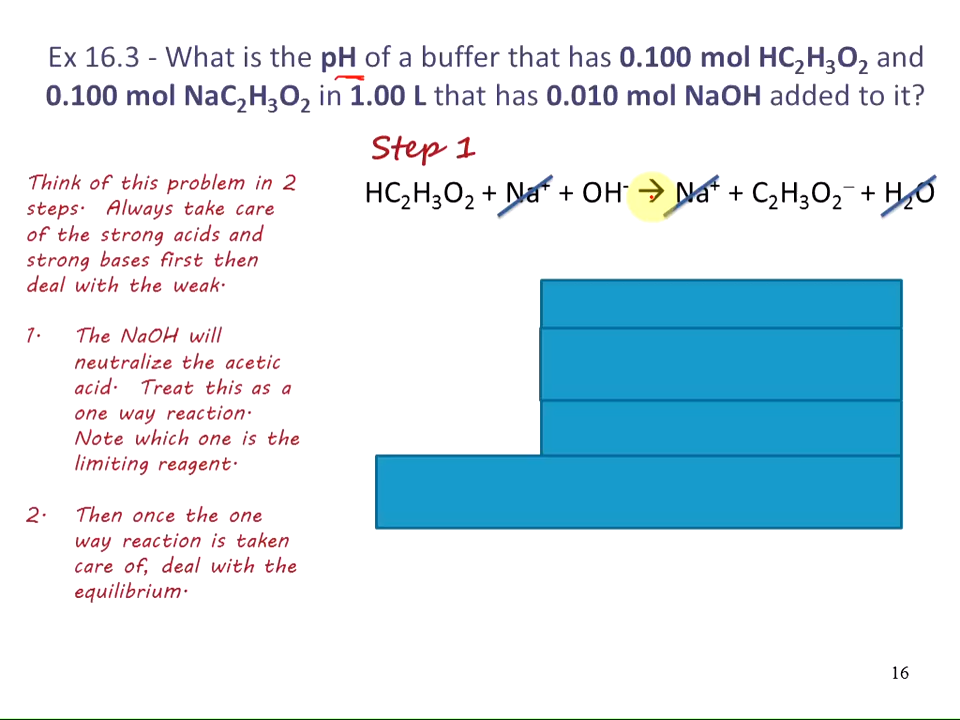 Ex 16.3 - What is the pH of a buffer that has 0.100 mol HC₂H₃O₂ and
0.100 mol NaC₂H₃O₂ in 1.00 L that has 0.010 mol NaOH added to it?
Step 1
HC₂H₃O₂ + Na⁺ + OH⁻ → Na⁺ + C₂H₃O₂⁻ + H₂O
Think of this problem in 2
steps. Always take care
of the strong acids and
strong bases first then
deal with the weak.
1. The NaOH will
neutralize the acetic
acid. Treat this as a
one way reaction.
Note which one is the
limiting reagent.
2. Then once the one
way reaction is taken
care of, deal with the
equilibrium.
16